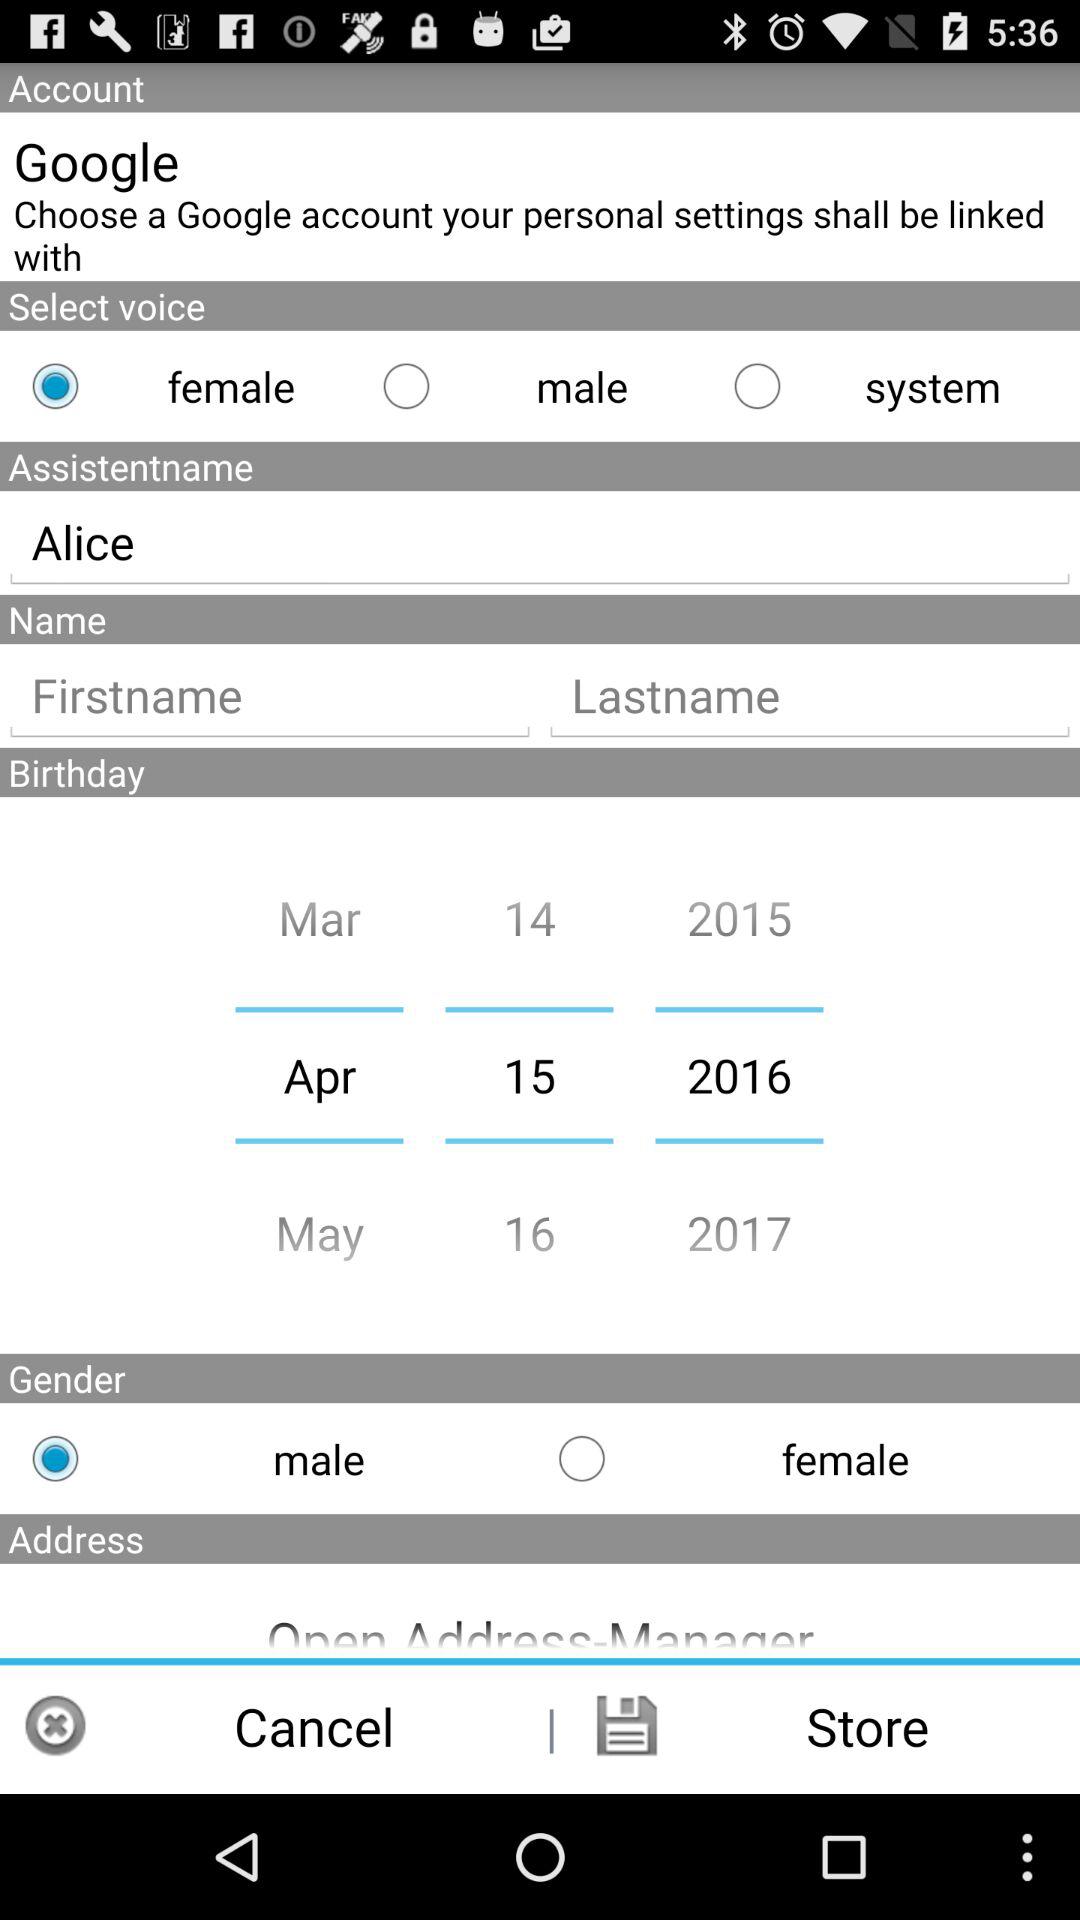 FAKE
5:36
Account
Google
Choose a Google account your personal settings shall be linked
with
Select voice
female male system
Assistentname
Alice
Name
Firstname Lastname
Birthday
Mar 14 2015
Apr 15 2016
May 16 2017
Gender
male female
Address
Open Address-Manager
Cancel | Store